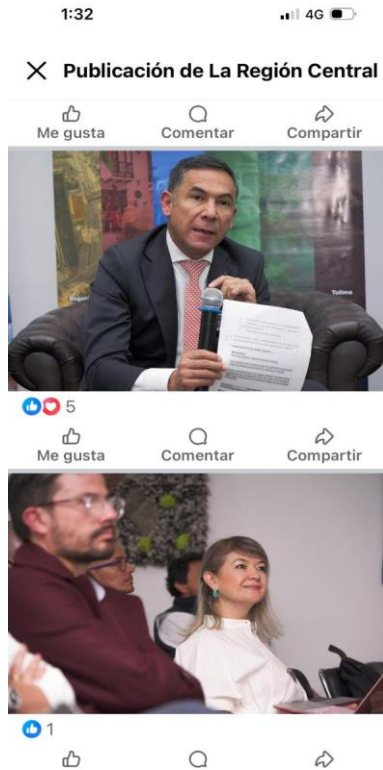 1:32
4G
Publicación de La Región Central
Me gusta
Comentar
Compartir
Bogotá
Tolima
5
Me gusta
Comentar
Compartir
1